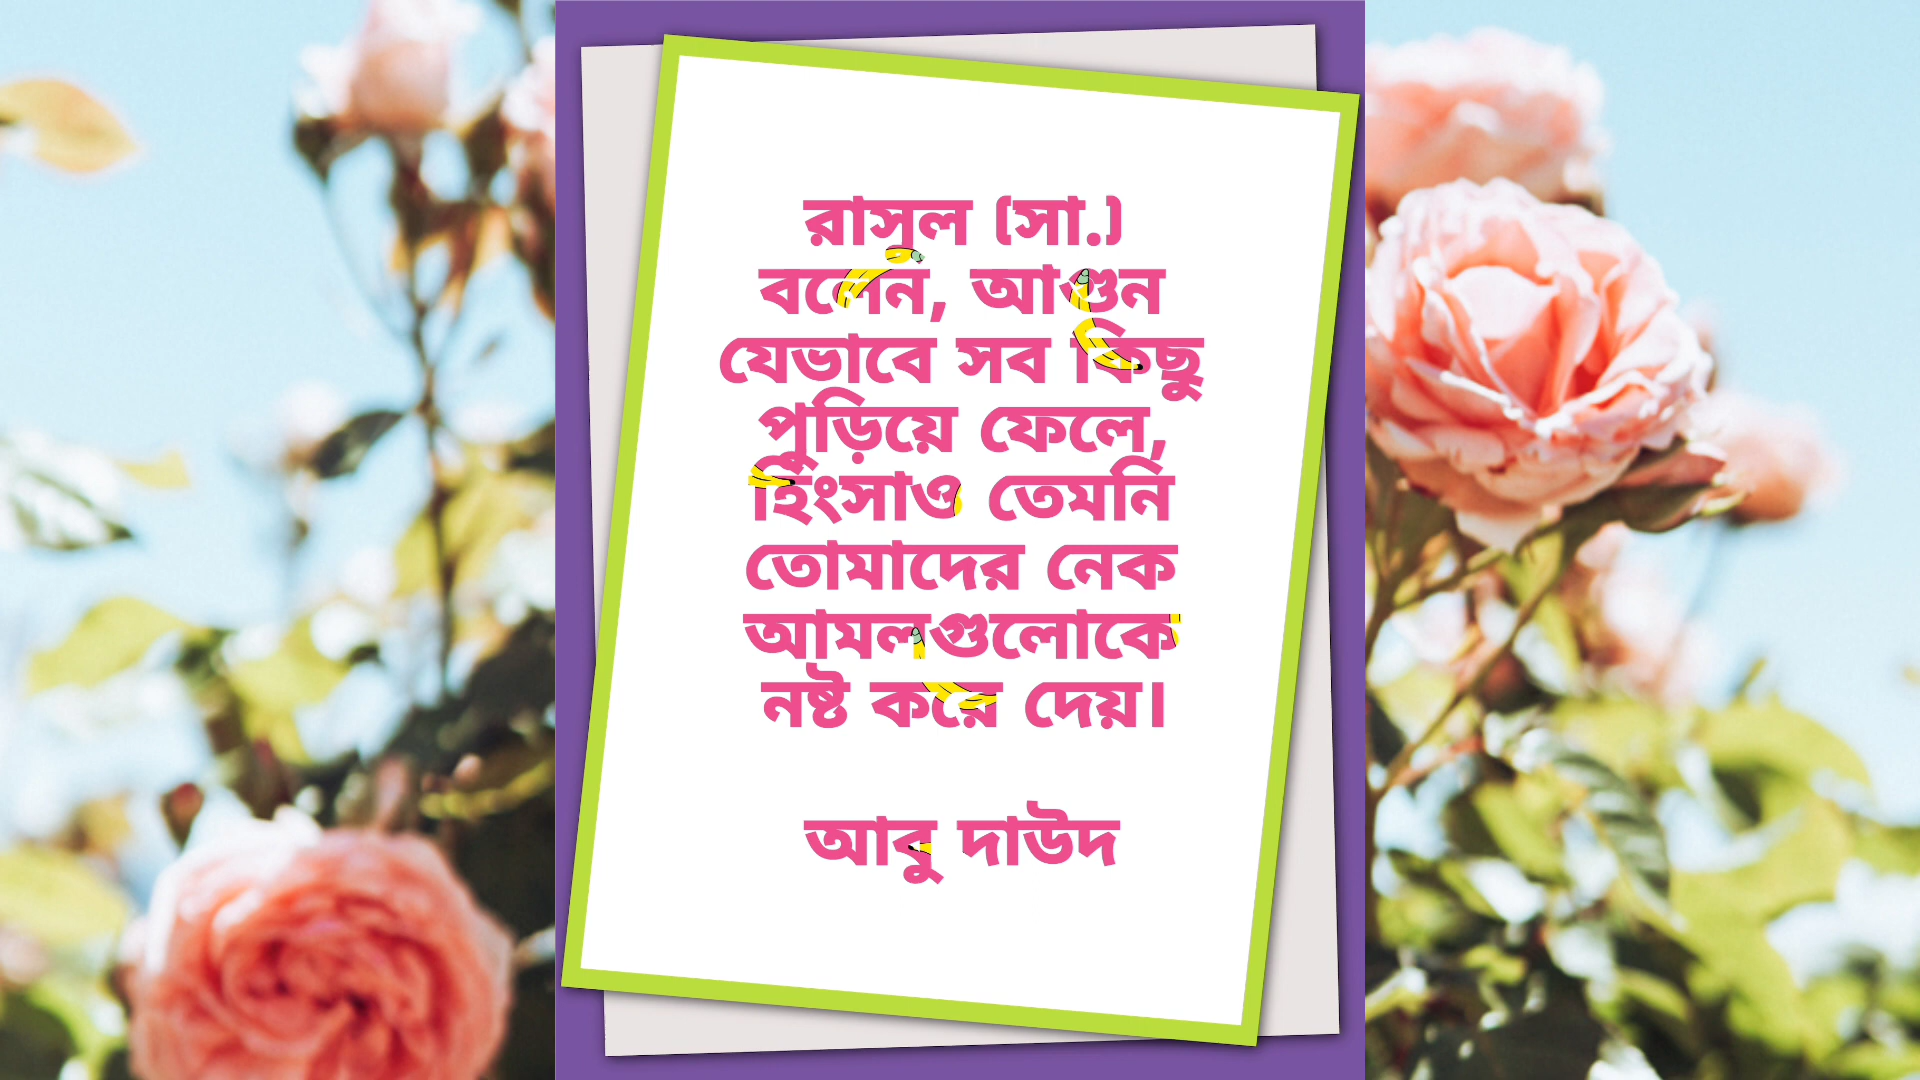 রাসূল (সা.)
বলেন, আগুন
যেভাবে সব কিছু
পুড়িয়ে ফেলে,
হিংসাও তেমনি
তোমাদের নেক
আমলগুলোকে
নষ্ট করে দেয়।
আবু দাউদ